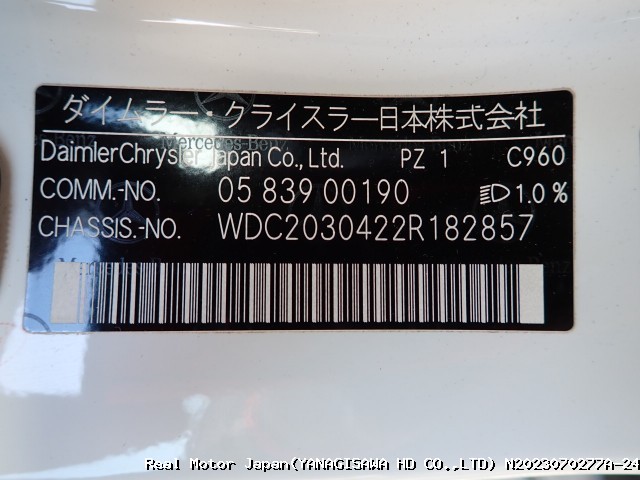 ダイムラー・クライスラー日本株式会社
DaimlerChrysler Japan Co., Ltd. PZ 1 C960
COMM.-NO. 05 839 00190 1.0%
CHASSIS.-NO. WDC2030422R182857
Real Motor Japan(YANAGISAWA HD CO.,LTD) N2023070277A-24